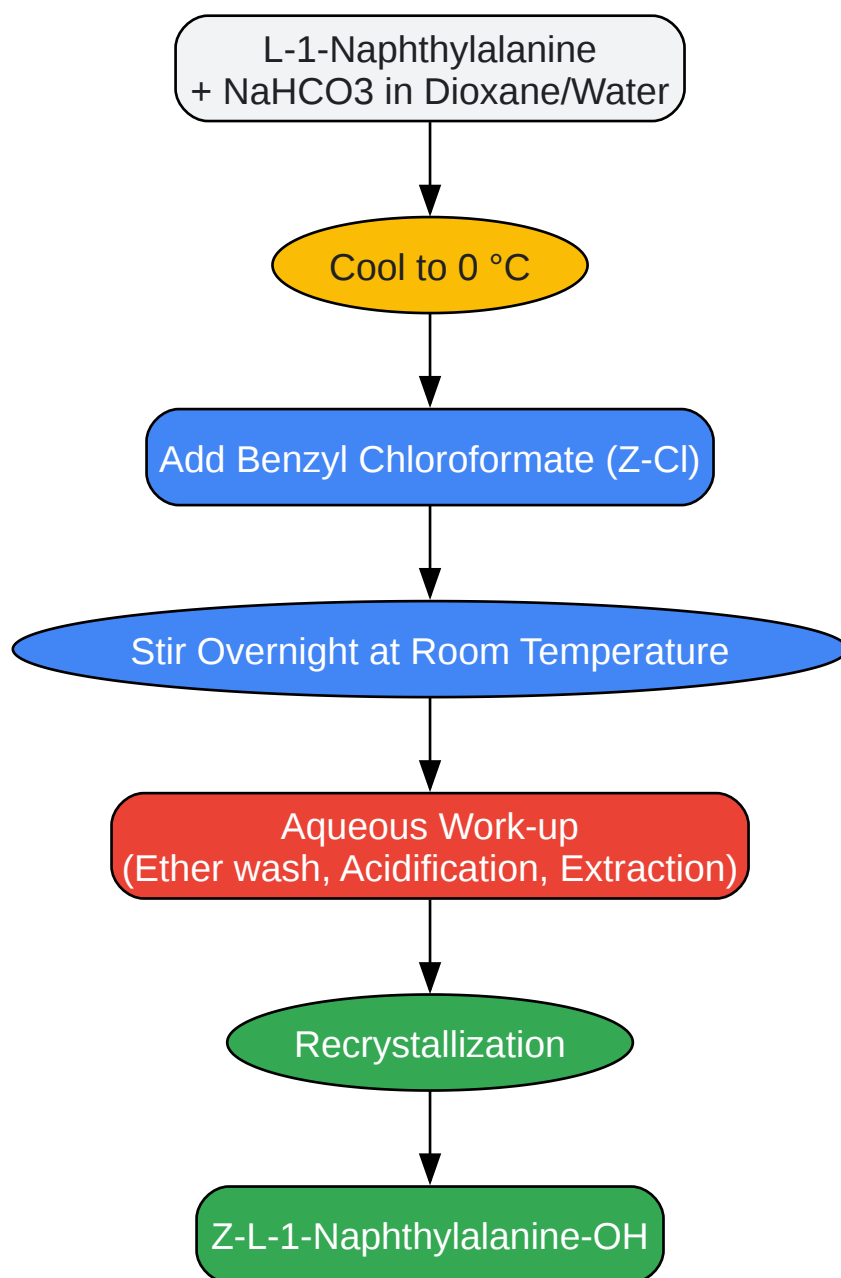 L-1-Naphthylalanine
+ NaHCO3 in Dioxane/Water
Cool to 0 °C
Add Benzyl Chloroformate (Z-Cl)
Stir Overnight at Room Temperature
Aqueous Work-up
(Ether wash, Acidification, Extraction)
Recrystallization
Z-L-1-Naphthylalanine-OH